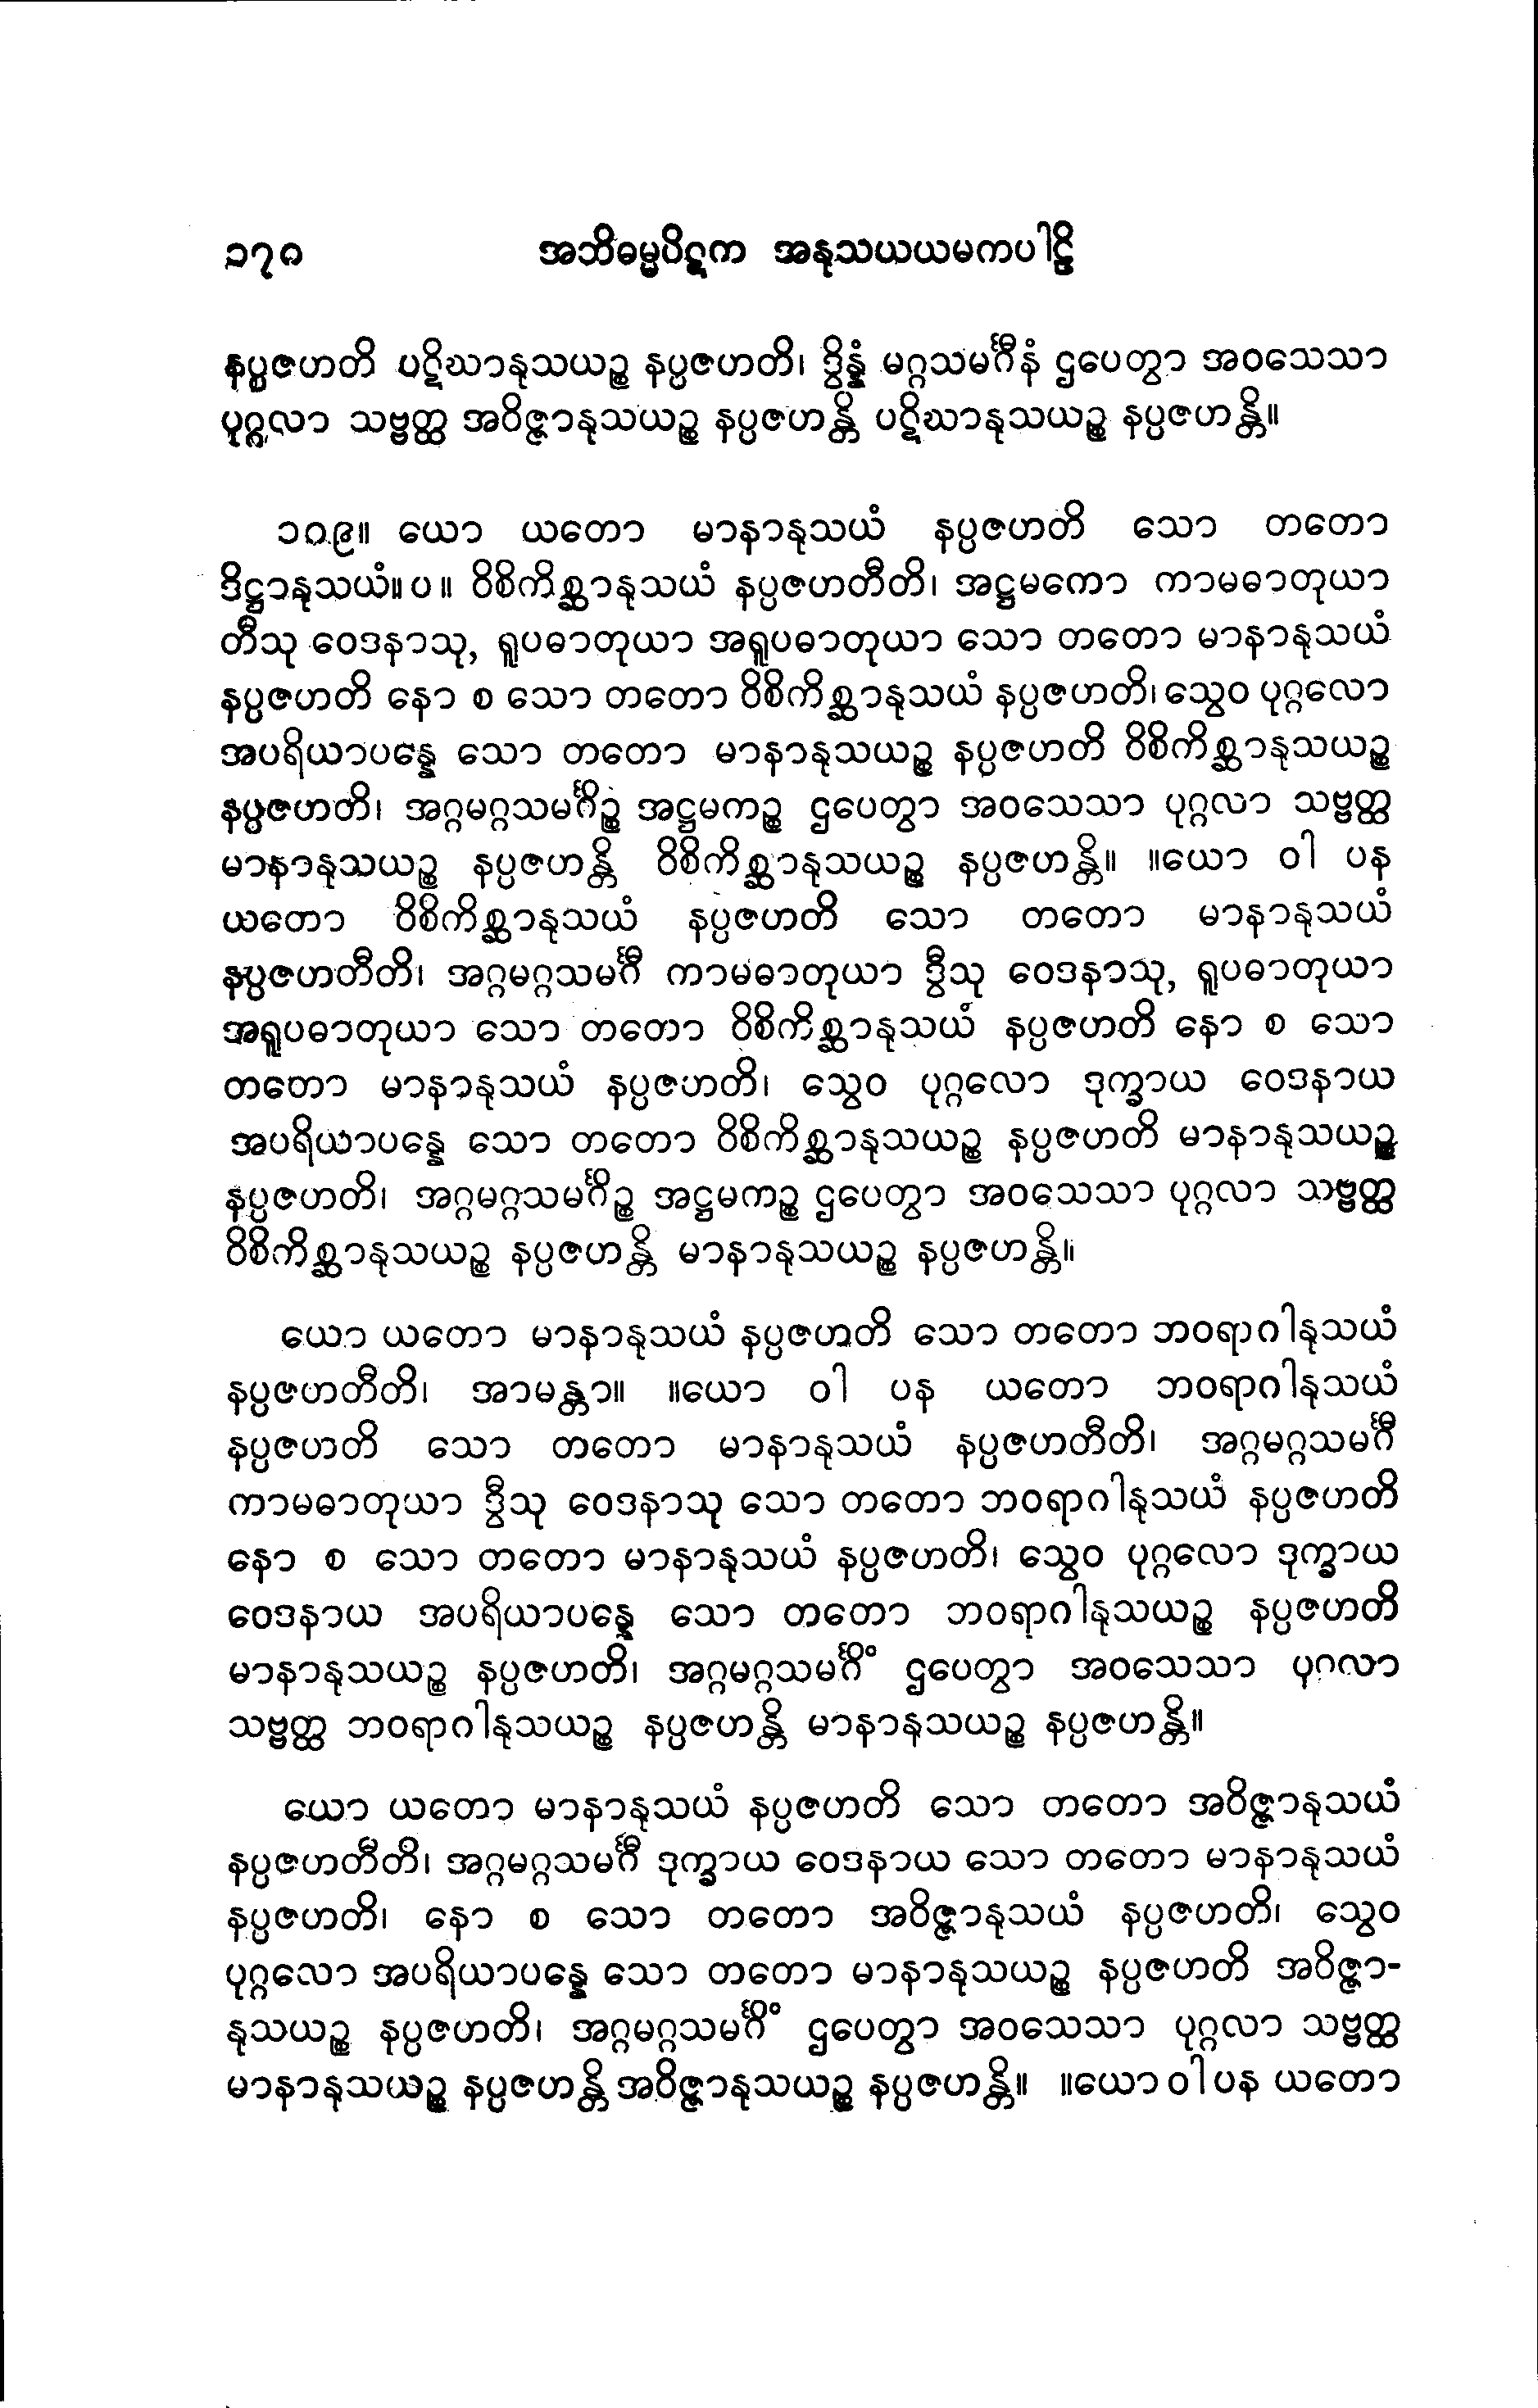 ၁၇၈ အဘိဓမ္မပိဋက အနုသယယမကပါဠိ
နပ္ပဇဟတိ ပဋိဃာနုသယဉ္စ နပ္ပဇဟတိ၊ ဒွိန္နံ မဂ္ဂသမင်္ဂီနံ ဌပေတွာ အဝသေသာ
ပုဂ္ဂလာ သဗ္ဗတ္ထ အဝိဇ္ဇာနုသယဉ္စ နပ္ပဇဟန္တိ ပဋိဃာနုသယဉ္စ နပ္ပဇဟန္တိ။
၁၈၉။ ယော ယတော မာနာနုသယံ နပ္ပဇဟတိ သော တတော
ဒိဋ္ဌာနုသယံ။ပ။ ဝိစိကိစ္ဆာနုသယံ နပ္ပဇဟတီတိ၊ အဋ္ဌမကော ကာမဓာတုယာ
တီသု ဝေဒနာသု, ရူပဓာတုယာ အရူပဓာတုယာ သော တတော မာနာနုသယံ
နပ္ပဇဟတိ နော စ သော တတော ဝိစိကိစ္ဆာနုသယံ နပ္ပဇဟတိ၊ သွေဝ ပုဂ္ဂလော
အပရိယာပန္နေ သော တတော မာနာနုသယဉ္စ နပ္ပဇဟတိ ဝိစိကိစ္ဆာနုသယဉ္စ
နပ္ပဇဟတိ၊ အဂ္ဂမဂ္ဂသမင်္ဂိဉ္စ အဋ္ဌမကဉ္စ ဌပေတွာ အဝသေသာ ပုဂ္ဂလာ သဗ္ဗတ္ထ
မာနာနုသယဉ္စ နပ္ပဇဟန္တိ ဝိစိကိစ္ဆာနုသယဉ္စ နပ္ပဇဟန္တိ။ ။ယော ဝါ ပန
ယတော ဝိစိကိစ္ဆာနုသယံ နပ္ပဇဟတိ သော တတော မာနာနုသယံ
နပ္ပဇဟတီတိ၊ အဂ္ဂမဂ္ဂသမင်္ဂီ ကာမဓာတုယာ ဒွီသု ဝေဒနာသု, ရူပဓာတုယာ
အရူပဓာတုယာ သော တတော ဝိစိကိစ္ဆာနုသယံ နပ္ပဇဟတိ နော စ သော
တတော မာနာနုသယံ နပ္ပဇဟတိ၊ သွေဝ ပုဂ္ဂလော ဒုက္ခာယ ဝေဒနာယ
အပရိယာပန္နေ သော တတော ဝိစိကိစ္ဆာနုသယဉ္စ နပ္ပဇဟတိ မာနာနုသယဉ္စ
နပ္ပဇဟတိ၊ အဂ္ဂမဂ္ဂသမင်္ဂိဉ္စ အဋ္ဌမကဉ္စ ဌပေတွာ အဝသေသာ ပုဂ္ဂလာ သဗ္ဗတ္ထ
ဝိစိကိစ္ဆာနုသယဉ္စ နပ္ပဇဟန္တိ မာနာနုသယဉ္စ နပ္ပဇဟန္တိ။
ယော ယတော မာနာနုသယံ နပ္ပဇဟတိ သော တတော ဘဝရာဂါနုသယံ
နပ္ပဇဟတီတိ၊ အာမန္တာ။ ။ယော ဝါ ပန ယတော ဘဝရာဂါနုသယံ
နပ္ပဇဟတိ သော တတော မာနာနုသယံ နပ္ပဇဟတီတိ၊ အဂ္ဂမဂ္ဂသမင်္ဂီ
ကာမဓာတုယာ ဒွီသု ဝေဒနာသု သော တတော ဘဝရာဂါနုသယံ နပ္ပဇဟတိ
နော စ သော တတော မာနာနုသယံ နပ္ပဇဟတိ၊ သွေဝ ပုဂ္ဂလော ဒုက္ခာယ
ဝေဒနာယ အပရိယာပန္နေ သော တတော ဘဝရာဂါနုသယဉ္စ နပ္ပဇဟတိ
မာနာနုသယဉ္စ နပ္ပဇဟတိ၊ အဂ္ဂမဂ္ဂသမင်္ဂိံ ဌပေတွာ အဝသေသာ ပုဂလာ
သဗ္ဗတ္ထ ဘဝရာဂါနုသယဉ္စ နပ္ပဇဟန္တိ မာနာနသယဉ္စ နပ္ပဇဟန္တိ။
ယော ယတော မာနာနုသယံ နပ္ပဇဟတိ သော တတော အဝိဇ္ဇာနုသယံ
နပ္ပဇဟတီတိ၊ အဂ္ဂမဂ္ဂသမင်္ဂီ ဒုက္ခာယ ဝေဒနာယ သော တတော မာနာနုသယံ
နပ္ပဇဟတိ၊ နော စ သော တတော အဝိဇ္ဇာနုသယံ နပ္ပဇဟတိ၊ သွေဝ
ပုဂ္ဂလော အပရိယာပန္နေ သော တတော မာနာနုသယဉ္စ နပ္ပဇဟတိ အဝိဇ္ဇာ-
နုသယဉ္စ နပ္ပဇဟတိ၊ အဂ္ဂမဂ္ဂသမင်္ဂိံ ဌပေတွာ အဝသေသာ ပုဂ္ဂလာ သဗ္ဗတ္ထ
မာနာနုသယဉ္စ နပ္ပဇဟန္တိ အဝိဇ္ဇာနုသယဉ္စ နပ္ပဇဟန္တိ။ ။ယော ဝါ ပန ယတော